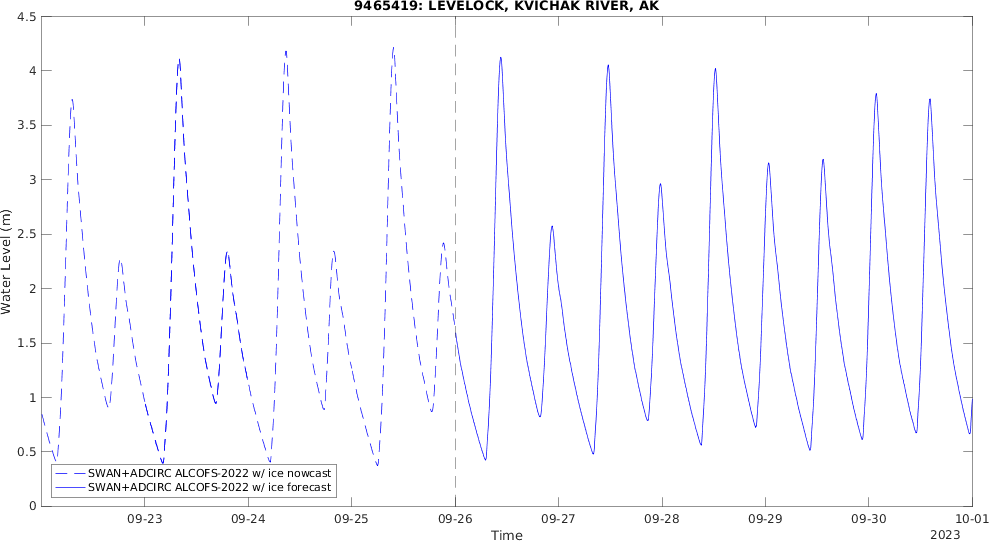 9465419: LEVELOCK, KVICHAK RIVER, AK
4.5
4
3.5
3
2.5
2
1.5
1
0.5
0
Water Level (m)
SWAN+ADCIRC ALCOFS-2022 w/ ice nowcast
SWAN+ADCIRC ALCOFS-2022 w/ ice forecast
09-23 09-24 09-25 09-26 09-27 09-28 09-29 09-30 10-01
Time
2023